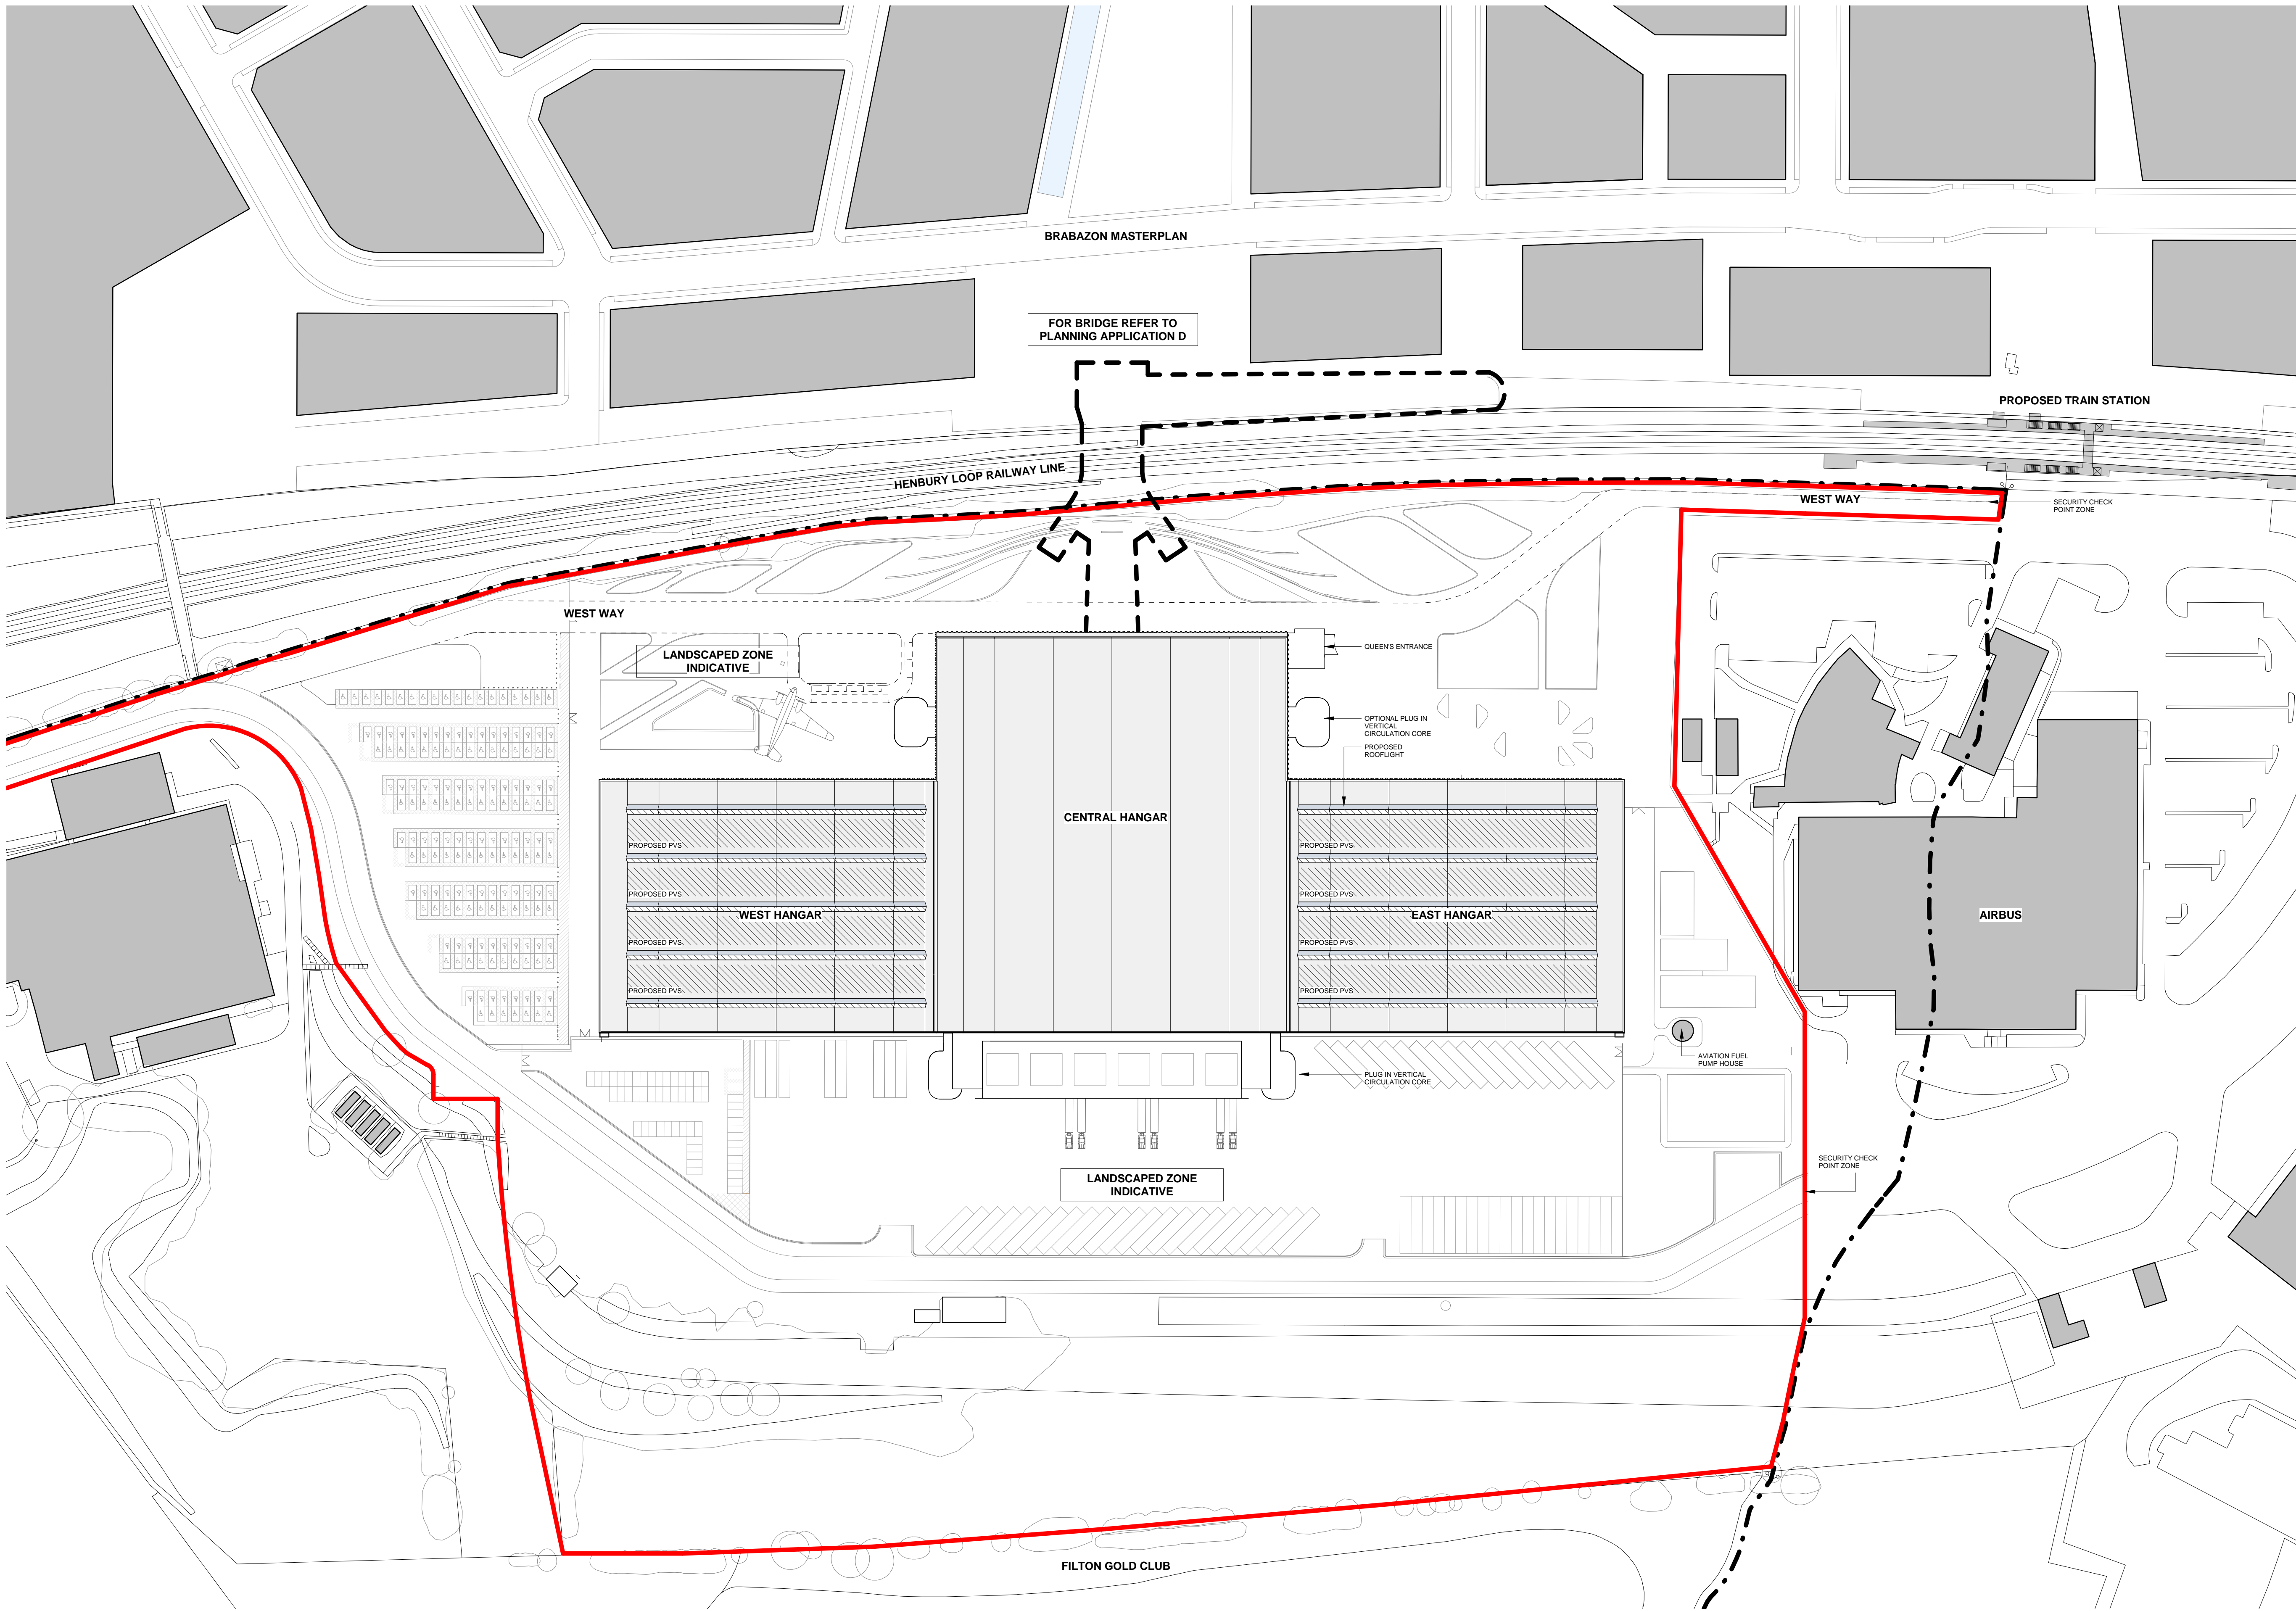 BRABAZON MASTERPLAN
FOR BRIDGE REFER TO
PLANNING APPLICATION D
PROPOSED TRAIN STATION
HENBURY LOOP RAILWAY LINE
WEST WAY
SECURITY CHECK
POINT ZONE
WEST WAY
LANDSCAPED ZONE
INDICATIVE
QUEEN'S ENTRANCE
OPTIONAL PLUG IN
VERTICAL
CIRCULATION CORE
PROPOSED
ROOFLIGHT
CENTRAL HANGAR
PROPOSED PVS
PROPOSED PVS
PROPOSED PVS
PROPOSED PVS
WEST HANGAR
EAST HANGAR
AIRBUS
PROPOSED PVS
PROPOSED PVS
PROPOSED PVS
PROPOSED PVS
AVIATION FUEL
PUMP HOUSE
PLUG IN VERTICAL
CIRCULATION CORE
SECURITY CHECK
POINT ZONE
LANDSCAPED ZONE
INDICATIVE
FILTON GOLD CLUB